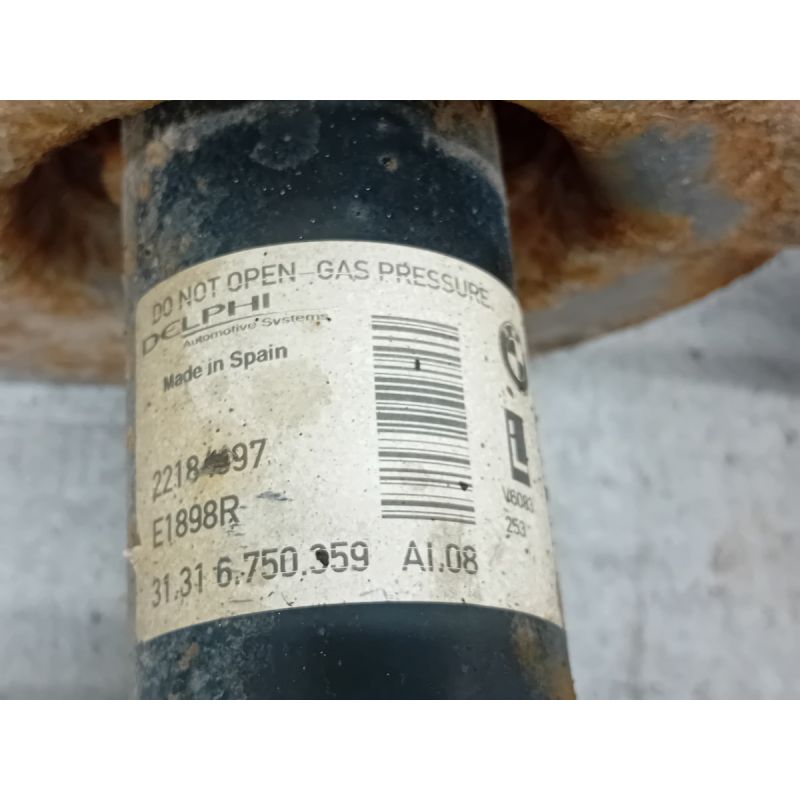 DO NOT OPEN - GAS PRESSURE.
DELPHI
Automotive Systems
Made in Spain
E1898R
31.31 6.750.359 AI.08
iL
V6083
253